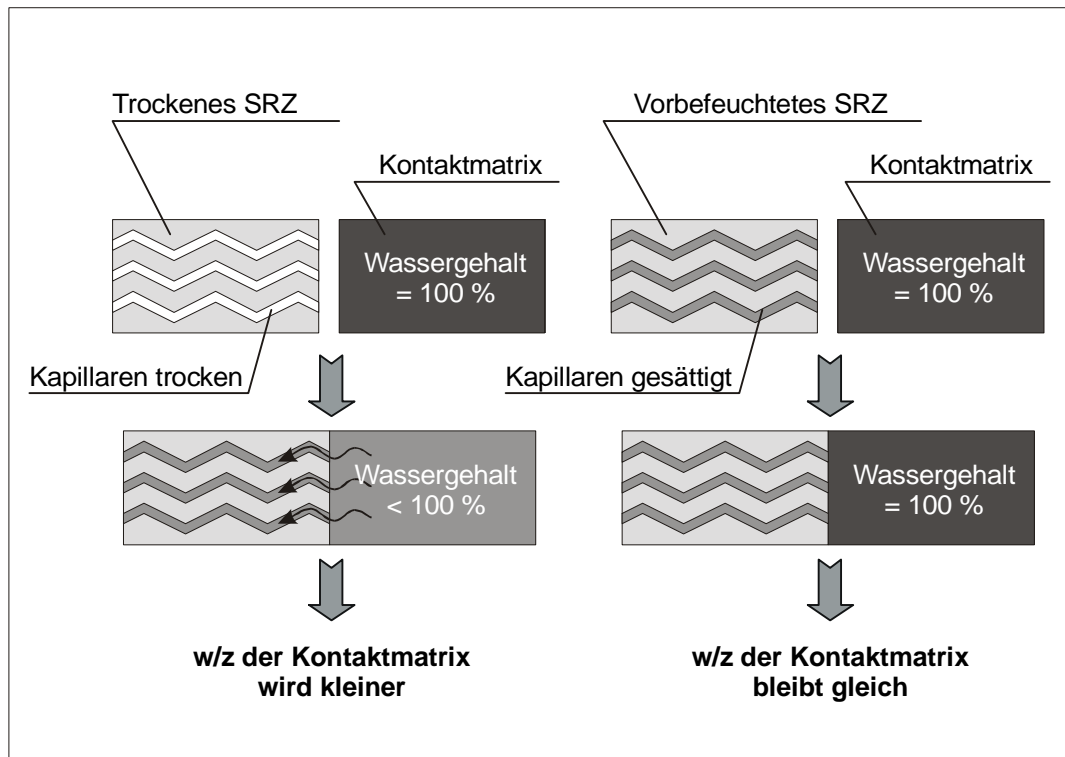 Trockenes SRZ
Kontaktmatrix
Wassergehalt
= 100 %
Kapillaren trocken
Wassergehalt
< 100 %
w/z der Kontaktmatrix
wird kleiner
Vorbefeuchtetes SRZ
Kontaktmatrix
Wassergehalt
= 100 %
Kapillaren gesättigt
Wassergehalt
= 100 %
w/z der Kontaktmatrix
bleibt gleich